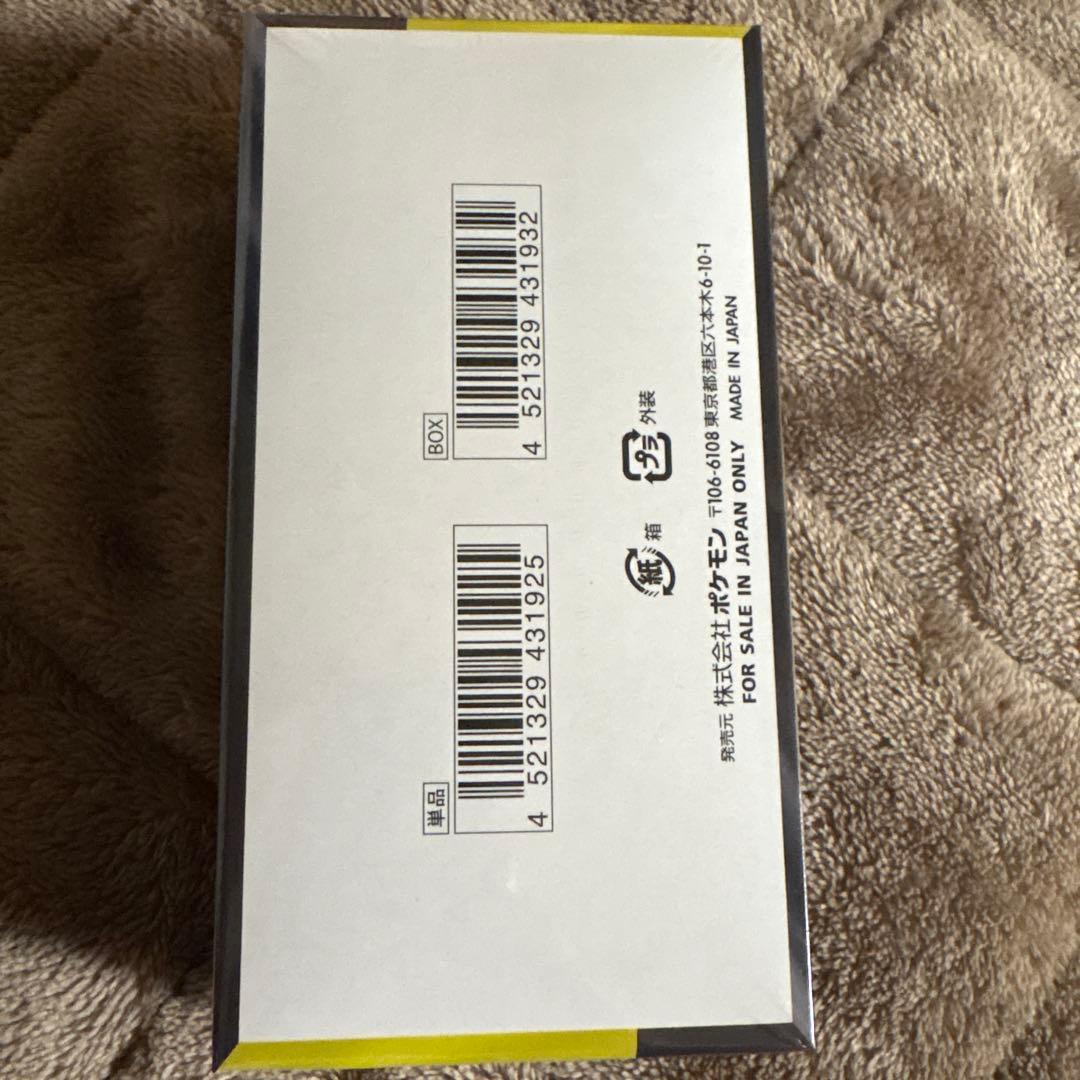 単品
4 521329 431925
BOX
4 521329 431932
紙 箱
プラ 外装
発売元 株式会社ポケモン 〒106-6108 東京都港区六本木6-10-1
FOR SALE IN JAPAN ONLY MADE IN JAPAN